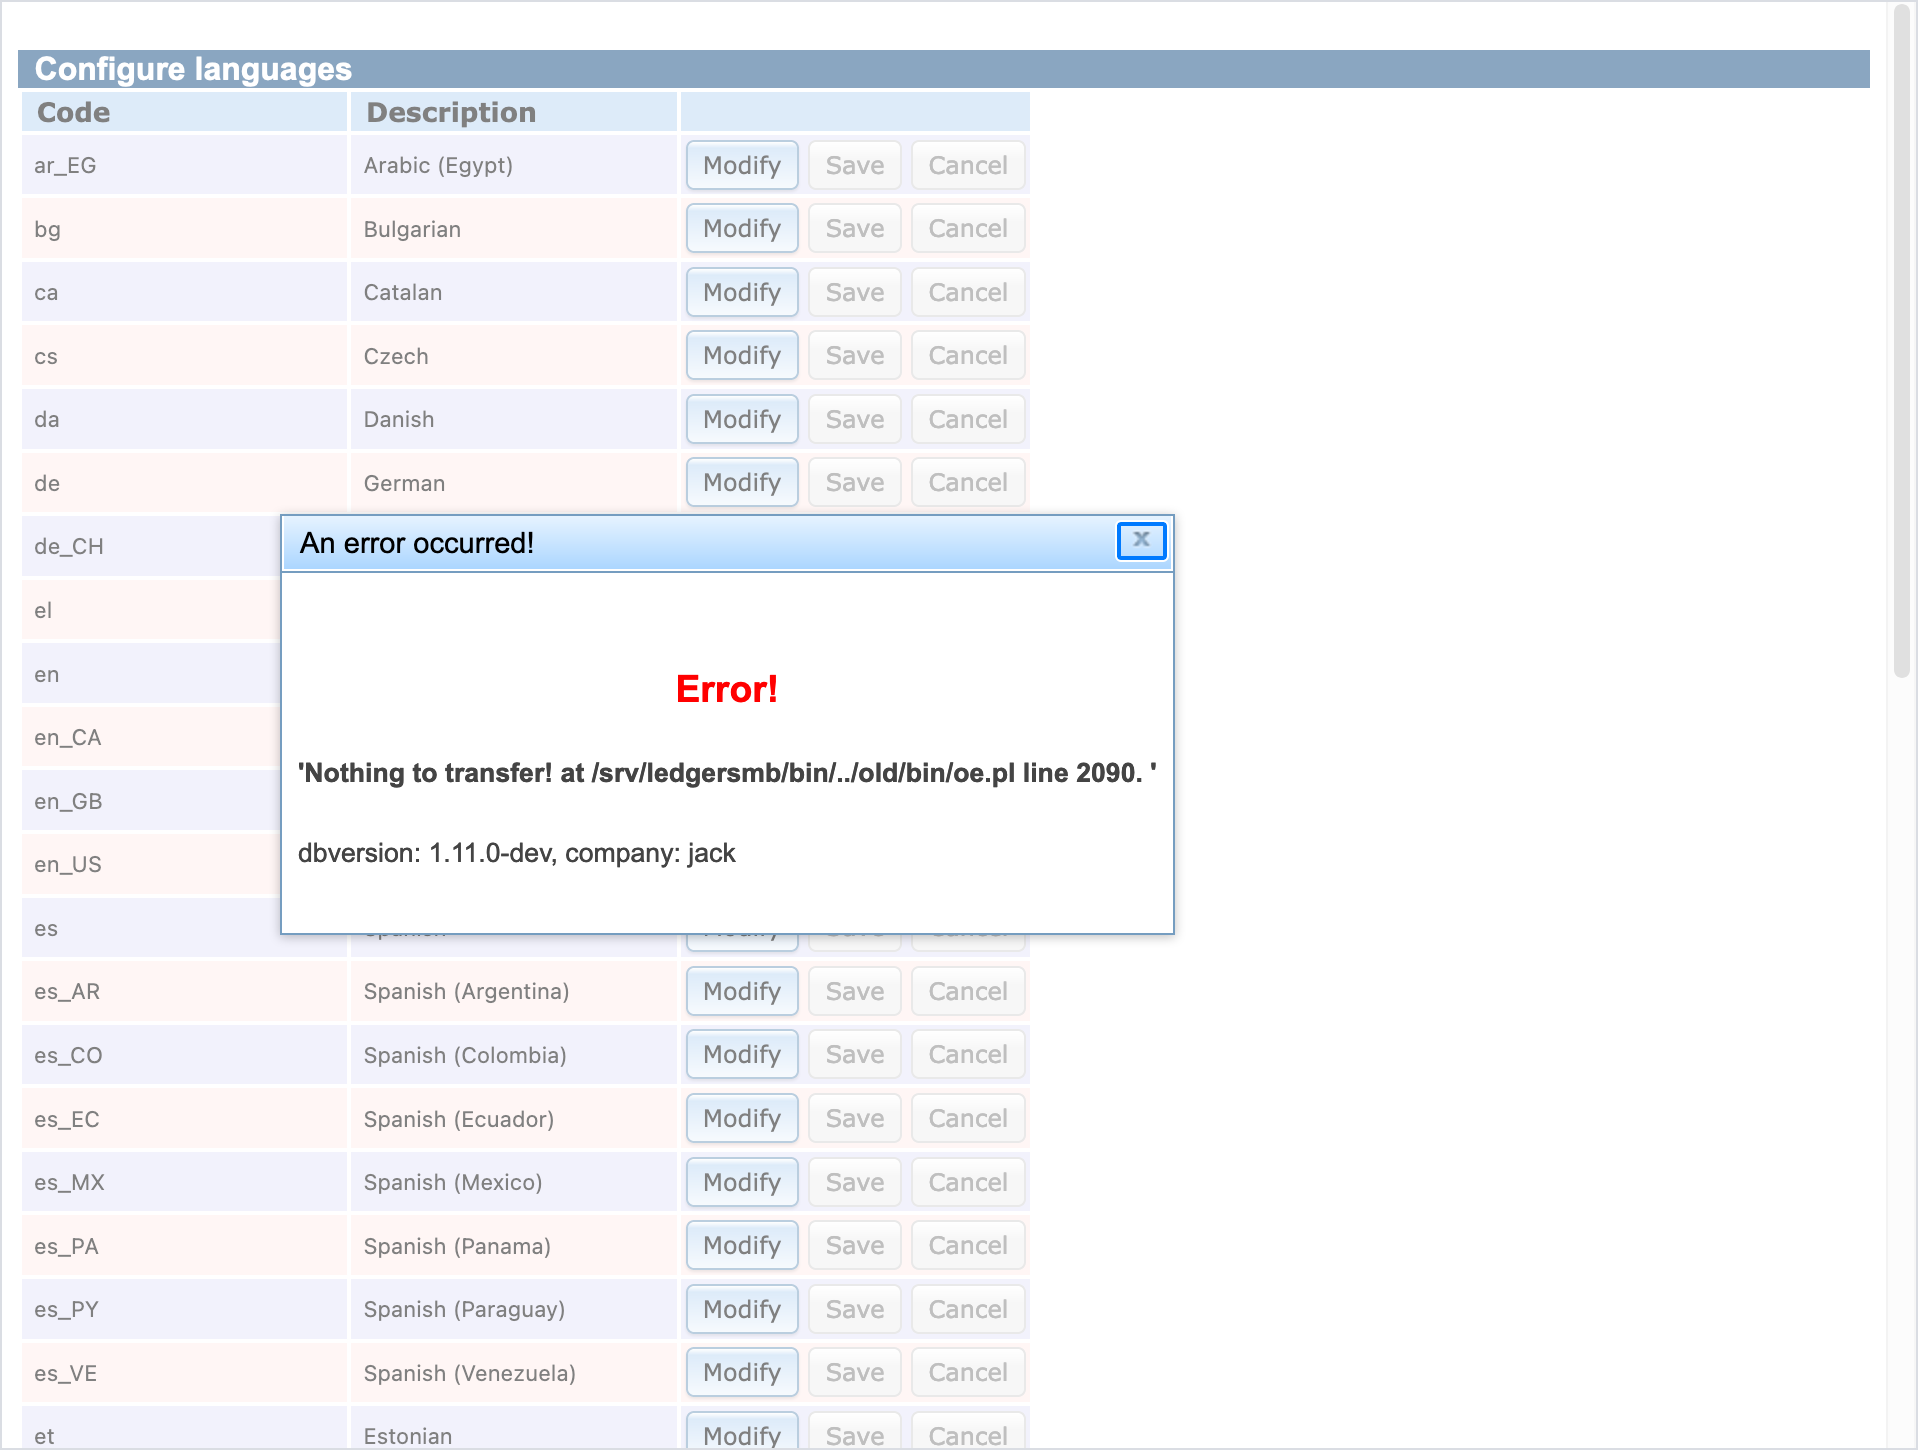 Configure languages
Code Description
ar_EG Arabic (Egypt) Modify Save Cancel
bg Bulgarian Modify Save Cancel
ca Catalan Modify Save Cancel
cs Czech Modify Save Cancel
da Danish Modify Save Cancel
de German Modify Save Cancel
de_CH
An error occurred! x
el
en
Error!
en_CA
'Nothing to transfer! at /srv/ledgersmb/bin/../old/bin/oe.pl line 2090. '
en_GB
dbversion: 1.11.0-dev, company: jack
en_US
es
es_AR Spanish (Argentina) Modify Save Cancel
es_CO Spanish (Colombia) Modify Save Cancel
es_EC Spanish (Ecuador) Modify Save Cancel
es_MX Spanish (Mexico) Modify Save Cancel
es_PA Spanish (Panama) Modify Save Cancel
es_PY Spanish (Paraguay) Modify Save Cancel
es_VE Spanish (Venezuela) Modify Save Cancel
et Estonian Modify Save Cancel